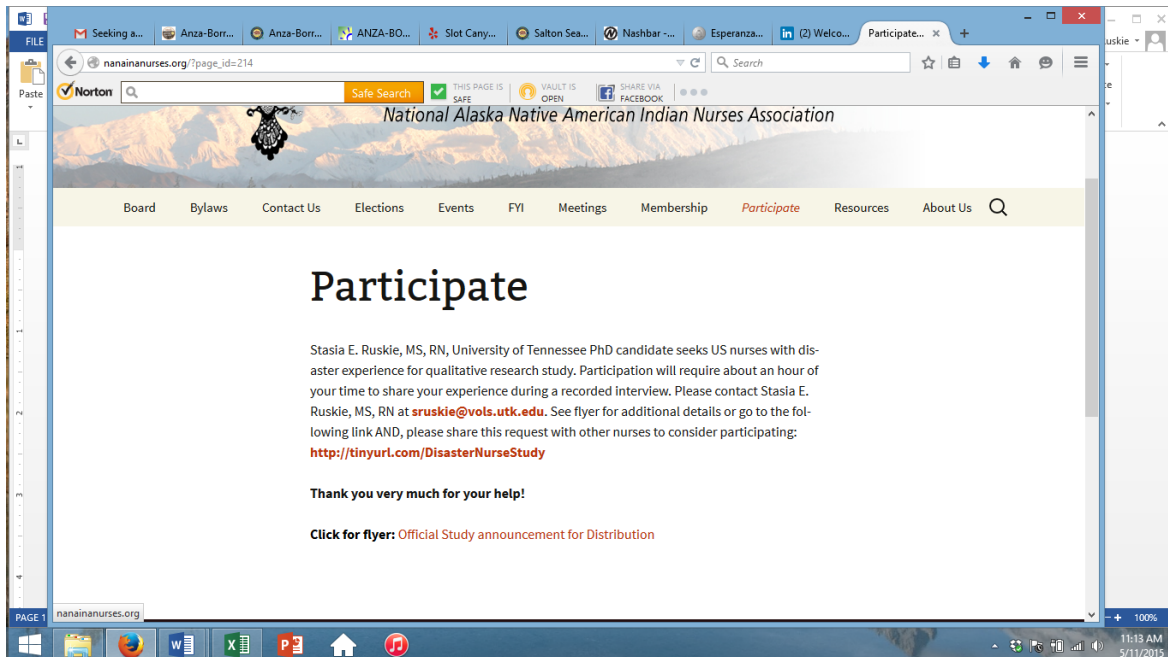 Seeking a...
Anza-Borr...
Anza-Borr...
ANZA-BO...
Slot Cany...
Salton Sea...
Nashbar -...
Esperanza...
(2) Welco...
Participate...
FILE
uskie
nanainanurses.org/?page_id=214
Search
Paste
Norton
Safe Search
THIS PAGE IS
SAFE
VAULT IS
OPEN
SHARE VIA
FACEBOOK
National Alaska Native American Indian Nurses Association
Board Bylaws Contact Us Elections Events FYI Meetings Membership Participate Resources About Us
Participate
Stasia E. Ruskie, MS, RN, University of Tennessee PhD candidate seeks US nurses with dis-
aster experience for qualitative research study. Participation will require about an hour of
your time to share your experience during a recorded interview. Please contact Stasia E.
Ruskie, MS, RN at sruskie@vols.utk.edu. See flyer for additional details or go to the fol-
lowing link AND, please share this request with other nurses to consider participating:
http://tinyurl.com/DisasterNurseStudy
Thank you very much for your help!
Click for flyer: Official Study announcement for Distribution
nanainanurses.org
PAGE 1
100%
11:13 AM
5/11/2015